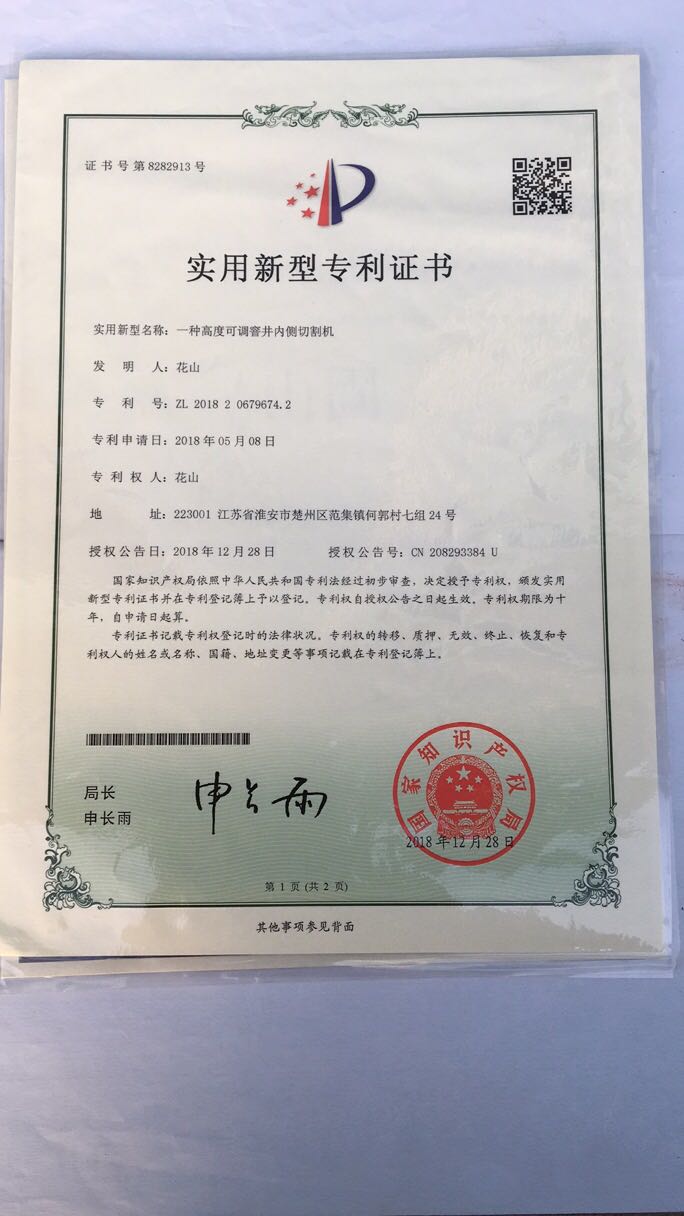 证书号第8282913号
实用新型专利证书
实用新型名称：一种高度可调窨井内侧切割机
发明人：花山
专利号：ZL 2018 2 0679674.2
专利申请日：2018年05月08日
专利权人：花山
地址：223001 江苏省淮安市楚州区范集镇何郭村七组24号
授权公告日：2018年12月28日 授权公告号：CN 208293384 U
国家知识产权局依照中华人民共和国专利法经过初步审查，决定授予专利权，颁发实用
新型专利证书并在专利登记簿上予以登记。专利权自授权公告之日起生效。专利权期限为十
年，自申请日起算。
专利证书记载专利权登记时的法律状况。专利权的转移、质押、无效、终止、恢复和专
利权人的姓名或名称、国籍、地址变更等事项记载在专利登记簿上。
局长
申长雨
申长雨
国家知识产权局
2018年12月28日
第1页(共2页)
其他事项参见背面